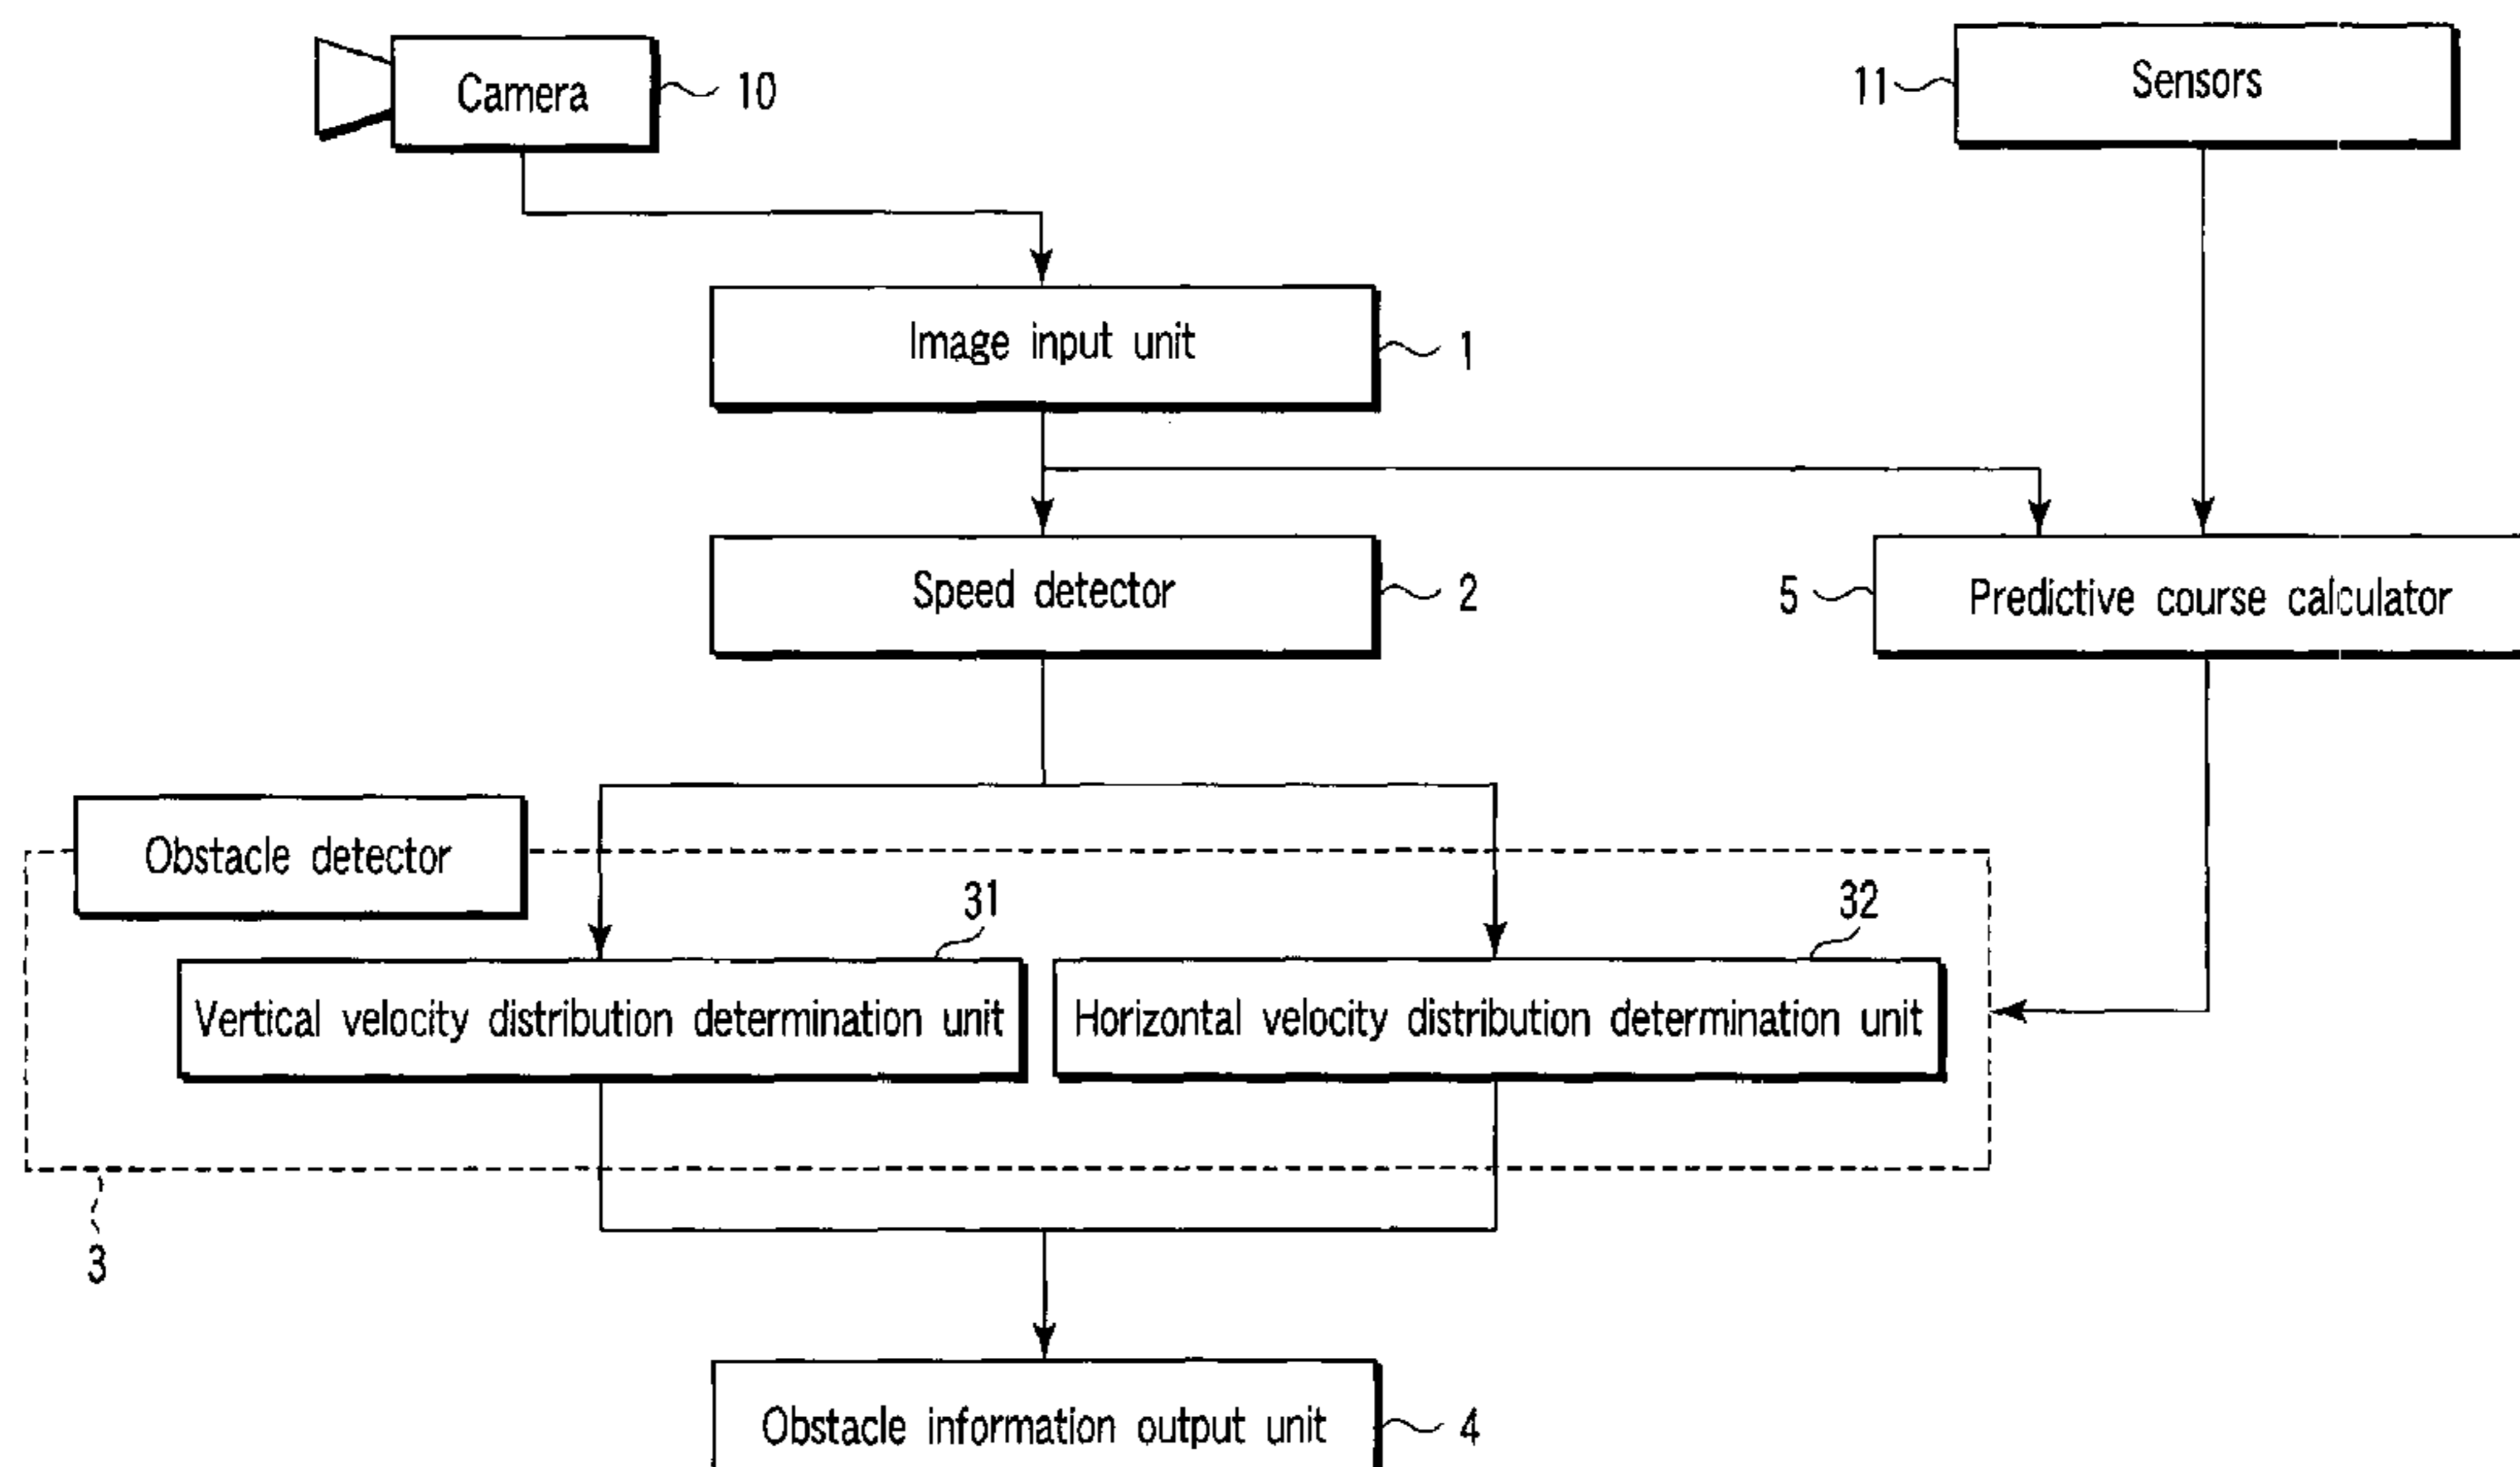 Camera
10
11
Sensors
Image input unit
1
Speed detector
2
5
Predictive course calculator
Obstacle detector
31
32
Vertical velocity distribution determination unit
Horizontal velocity distribution determination unit
3
Obstacle information output unit
4